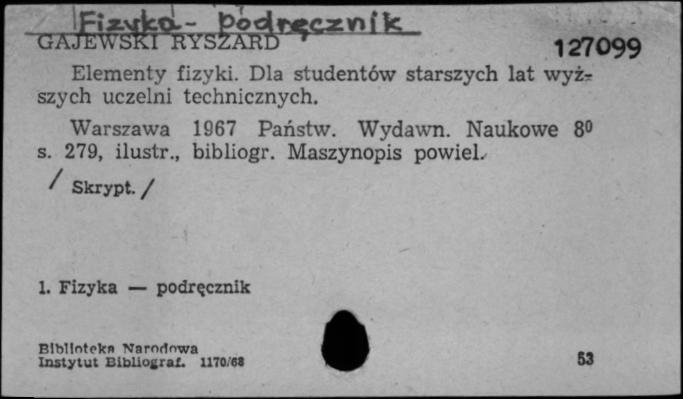 Fizyka - podręcznik
GAJEWSKI RYSZARD 127099
Elementy fizyki. Dla studentów starszych lat wyż-
szych uczelni technicznych.
Warszawa 1967 Państw. Wydawn. Naukowe 8⁰
s. 279, ilustr., bibliogr. Maszynopis powiel.
/ Skrypt. /
1. Fizyka — podręcznik
Biblioteka Narodowa
Instytut Bibliograf. 1170/68 53